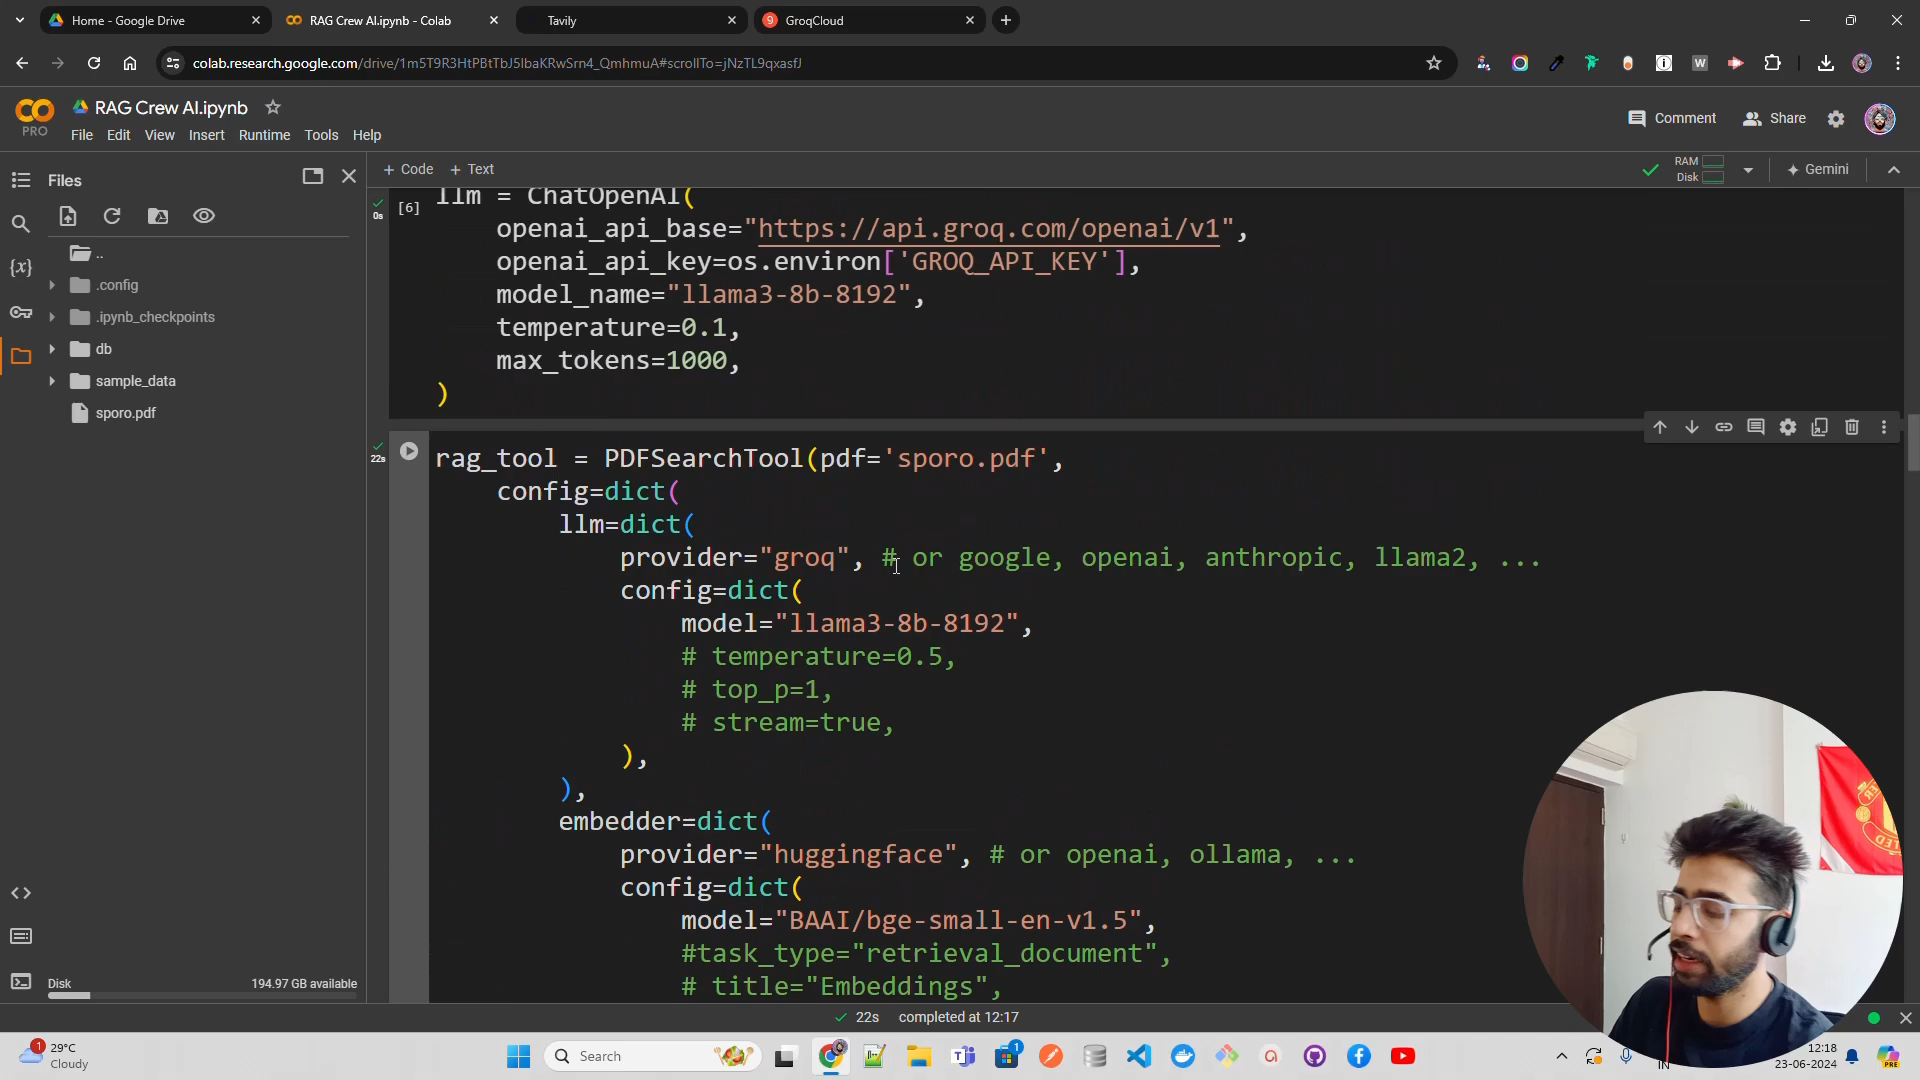 Home - Google Drive
RAG Crew AI.ipynb - Colab
Tavily
GroqCloud
colab.research.google.com/drive/1m5T9R3HtPBtTbJ5lbaKRwSrn4_QmhmuA#scrollTo=jNzTL9qxasfJ
CO
PRO
RAG Crew AI.ipynb
File Edit View Insert Runtime Tools Help
Comment
Share
Files
+ Code + Text
RAM
Disk
Gemini
..
.config
.ipynb_checkpoints
db
sample_data
sporo.pdf
Disk
194.97 GB available
0s
[6]
llm = ChatOpenAI(
openai_api_base="https://api.groq.com/openai/v1",
openai_api_key=os.environ['GROQ_API_KEY'],
model_name="llama3-8b-8192",
temperature=0.1,
max_tokens=1000,
)
22s
rag_tool = PDFSearchTool(pdf='sporo.pdf',
config=dict(
llm=dict(
provider="groq", # or google, openai, anthropic, llama2, ...
config=dict(
model="llama3-8b-8192",
# temperature=0.5,
# top_p=1,
# stream=true,
),
),
embedder=dict(
provider="huggingface", # or openai, ollama, ...
config=dict(
model="BAAI/bge-small-en-v1.5",
#task_type="retrieval_document",
# title="Embeddings",
22s completed at 12:17
1
29°C
Cloudy
Search
1
IN
12:18
23-06-2024
PRE